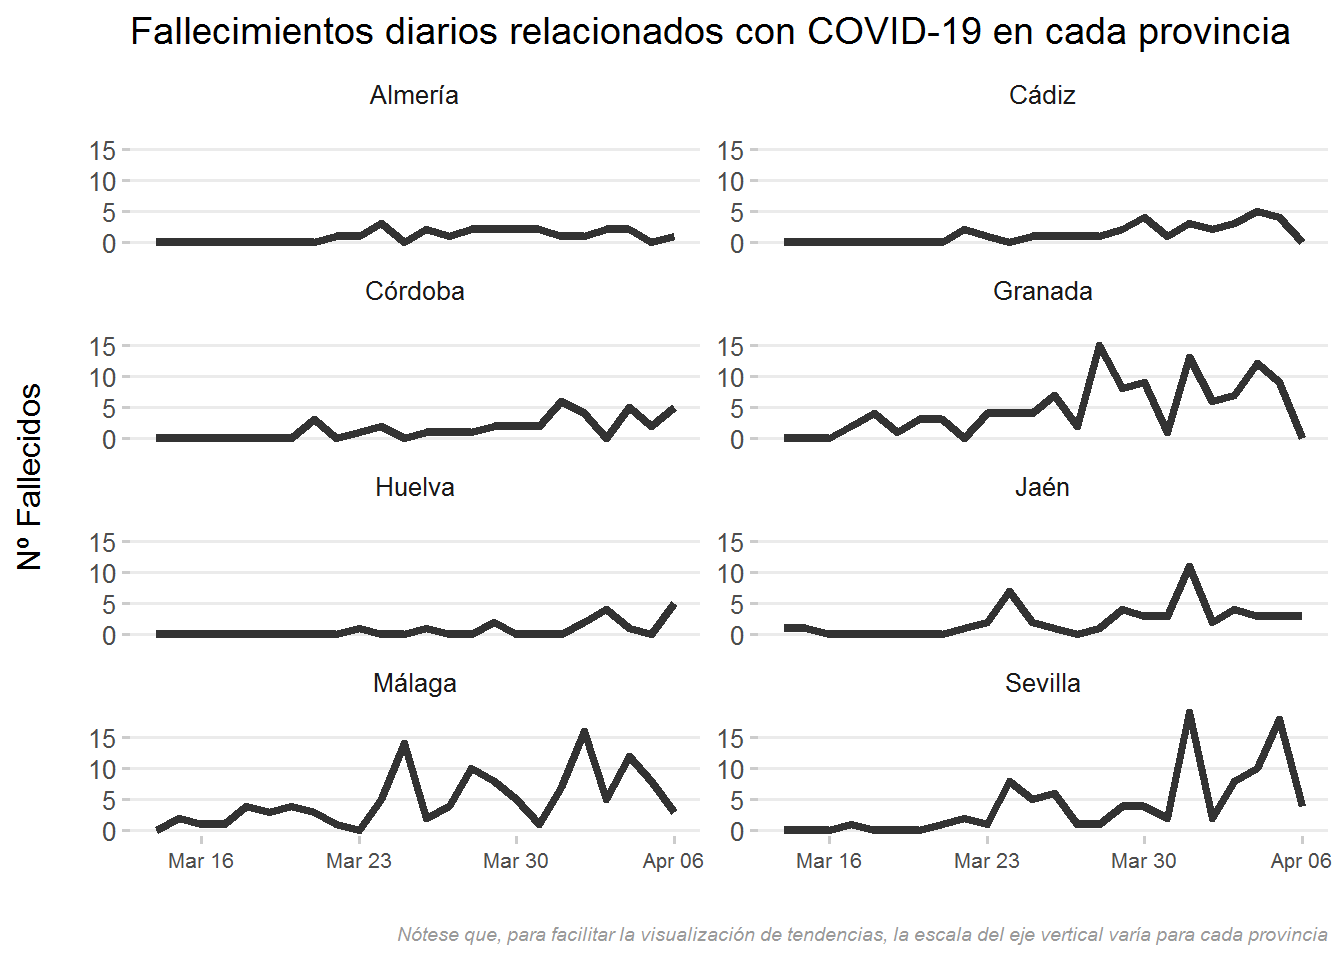 Fallecimientos diarios relacionados con COVID-19 en cada provincia
Nº Fallecidos
Almería
15
10
5
0
Cádiz
15
10
5
0
Córdoba
15
10
5
0
Granada
15
10
5
0
Huelva
15
10
5
0
Jaén
15
10
5
0
Málaga
15
10
5
0
Sevilla
15
10
5
0
Mar 16 Mar 23 Mar 30 Apr 06
Mar 16 Mar 23 Mar 30 Apr 06
Nótese que, para facilitar la visualización de tendencias, la escala del eje vertical varía para cada provincia